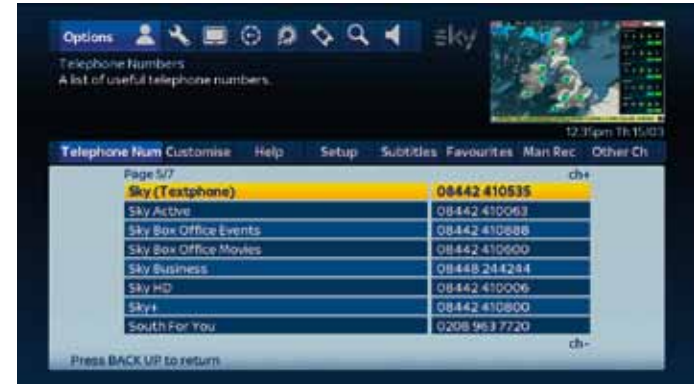 Options
sky
Telephone Numbers
A list of useful telephone numbers.
12.35pm Th 15/03
Telephone Num Customise Help Setup Subtitles Favourites Man Rec Other Ch
Page 5/7 ch+
Sky (Textphone) 08442 410535
Sky Active 08442 410063
Sky Box Office Events 08442 410888
Sky Box Office Movies 08442 410600
Sky Business 08448 244244
Sky HD 08442 410006
Sky+ 08442 410800
South For You 0208 963 7720
ch-
Press BACK UP to return